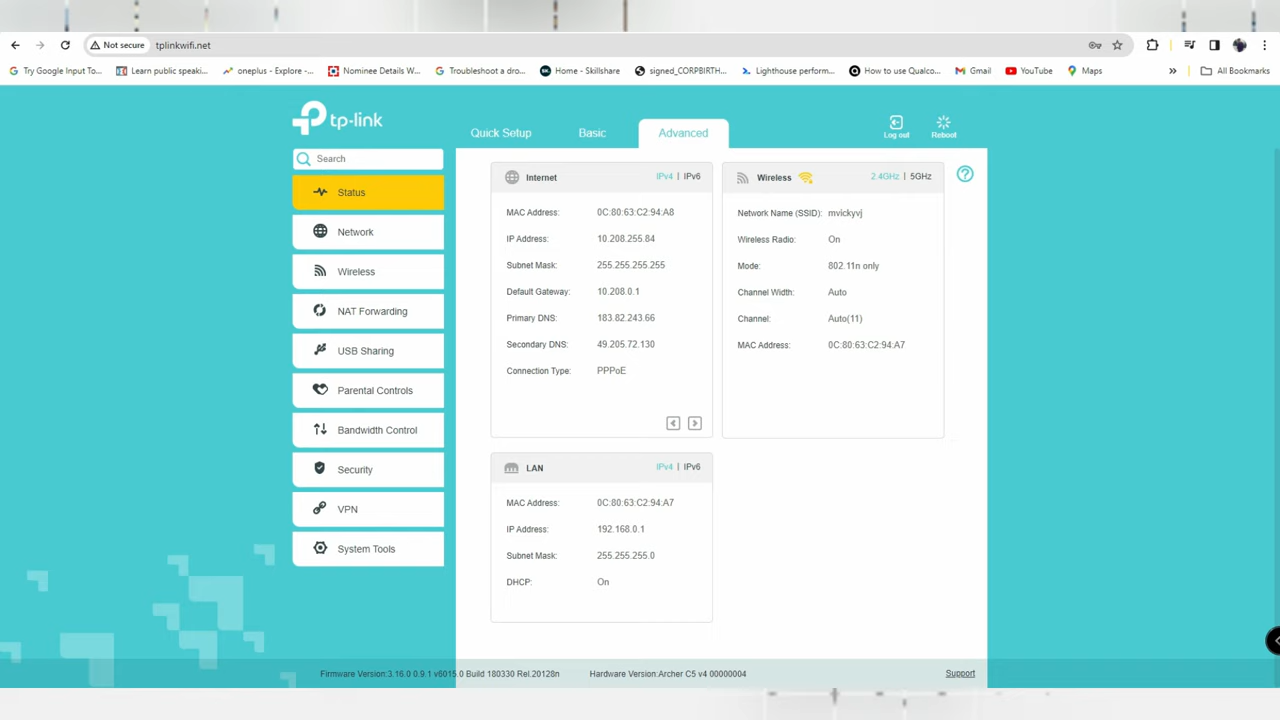 Not secure tplinkwifi.net
Try Google Input To... Learn public speaki... oneplus - Explore -... Nominee Details W... Troubleshoot a dro... Home - Skillshare signed_CORPBIRTH... Lighthouse perform... How to use Qualco... Gmail YouTube Maps » All Bookmarks
tp-link
Quick Setup Basic Advanced
Log out Reboot
Search
Status
Network
Wireless
NAT Forwarding
USB Sharing
Parental Controls
Bandwidth Control
Security
VPN
System Tools
Internet IPv4 | IPv6
MAC Address: 0C:80:63:C2:94:A8
IP Address: 10.208.255.84
Subnet Mask: 255.255.255.255
Default Gateway: 10.208.0.1
Primary DNS: 183.82.243.66
Secondary DNS: 49.205.72.130
Connection Type: PPPoE
Wireless 2.4GHz | 5GHz
Network Name (SSID): mvickyvj
Wireless Radio: On
Mode: 802.11n only
Channel Width: Auto
Channel: Auto(11)
MAC Address: 0C:80:63:C2:94:A7
LAN IPv4 | IPv6
MAC Address: 0C:80:63:C2:94:A7
IP Address: 192.168.0.1
Subnet Mask: 255.255.255.0
DHCP: On
Firmware Version:3.16.0 0.9.1 v6015.0 Build 180330 Rel.20128n Hardware Version:Archer C5 v4 00000004 Support